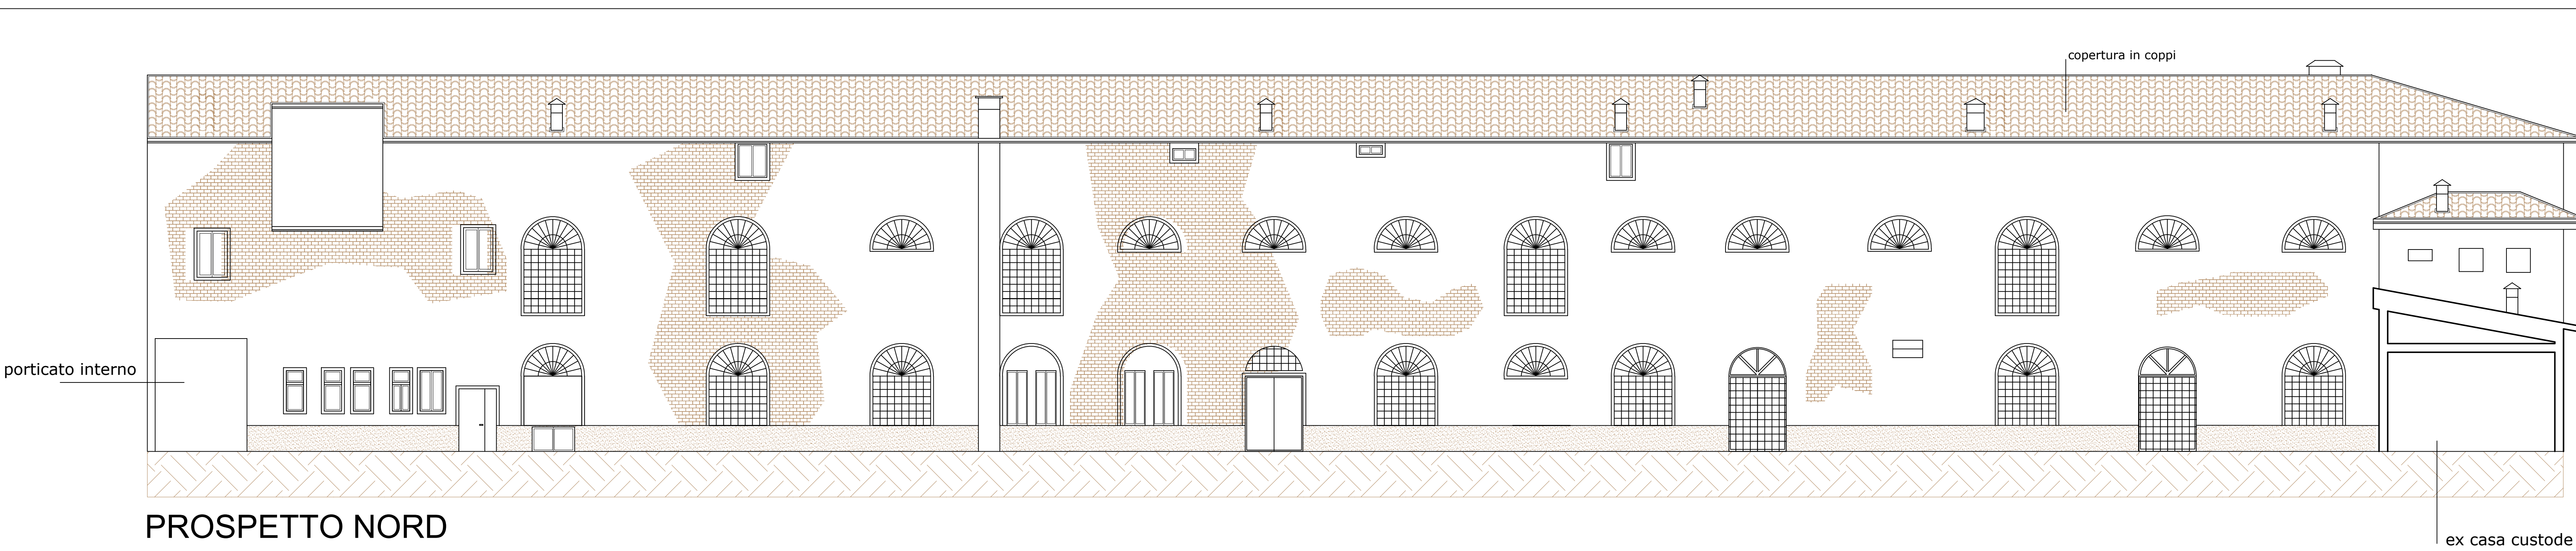 copertura in coppi
porticato interno
PROSPETTO NORD
ex casa custode